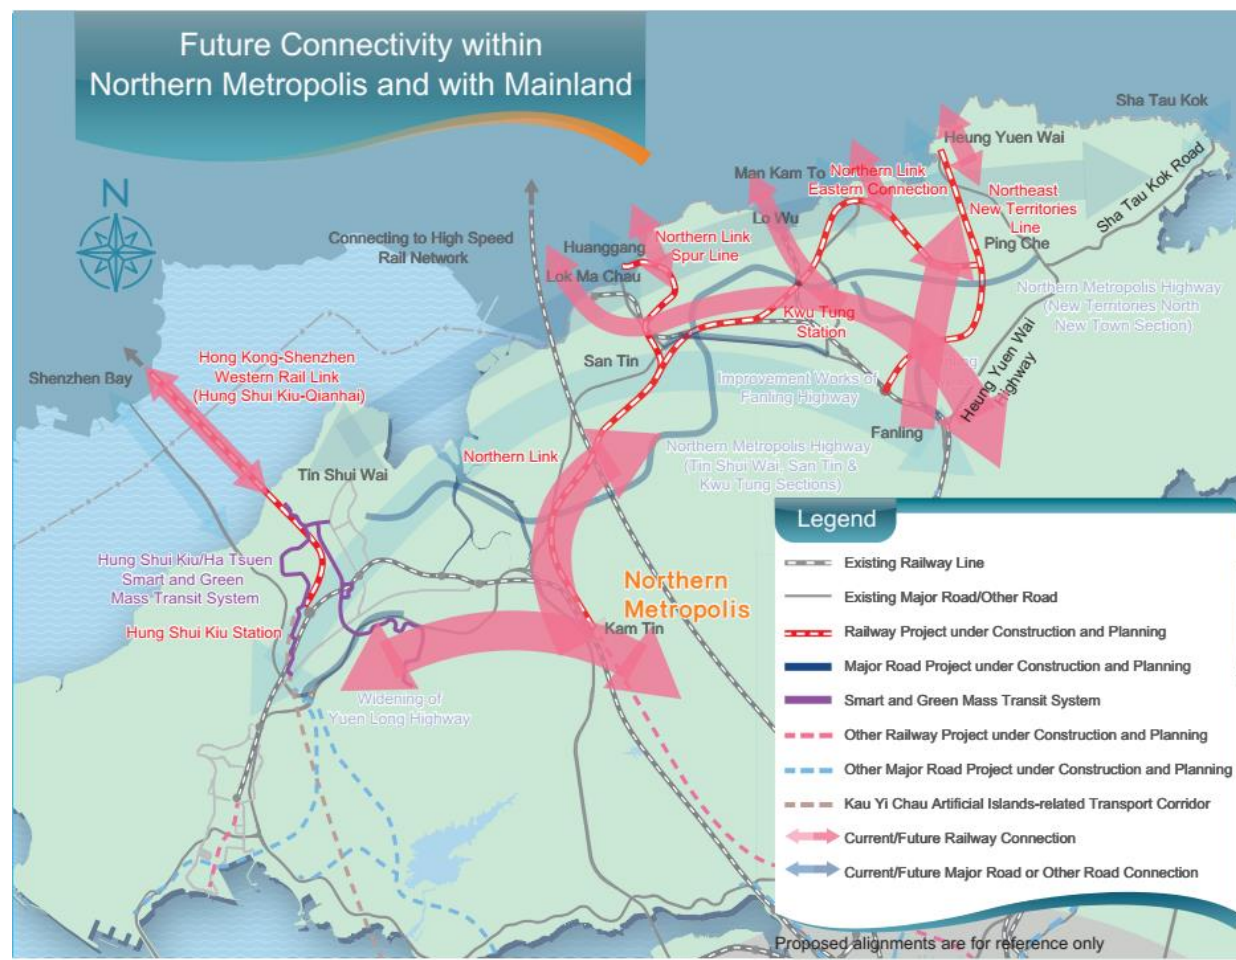 Future Connectivity within
Northern Metropolis and with Mainland
N
Sha Tau Kok
Heung Yuen Wai
Man Kam To
Northern Link
Eastern Connection
Northeast
New Territories
Line
Sha Tau Kok Road
Lo Wu
Ping Che
Connecting to High Speed
Rail Network
Huanggang
Northern Link
Spur Line
Lok Ma Chau
Northern Metropolis Highway
(New Territories North
New Town Section)
Kwu Tung
Station
Hong Kong-Shenzhen
Western Rail Link
(Hung Shui Kiu-Qianhai)
Shenzhen Bay
San Tin
Improvement Works of
Fanling Highway
Heung Yuen Wai
Highway
Fanling
Northern Link
Northern Metropolis Highway
(Tin Shui Wai, San Tin &
Kwu Tung Sections)
Tin Shui Wai
Hung Shui Kiu/Ha Tsuen
Smart and Green
Mass Transit System
Hung Shui Kiu Station
Northern
Metropolis
Kam Tin
Widening of
Yuen Long Highway
Legend
Existing Railway Line
Existing Major Road/Other Road
Railway Project under Construction and Planning
Major Road Project under Construction and Planning
Smart and Green Mass Transit System
Other Railway Project under Construction and Planning
Other Major Road Project under Construction and Planning
Kau Yi Chau Artificial Islands-related Transport Corridor
Current/Future Railway Connection
Current/Future Major Road or Other Road Connection
Proposed alignments are for reference only